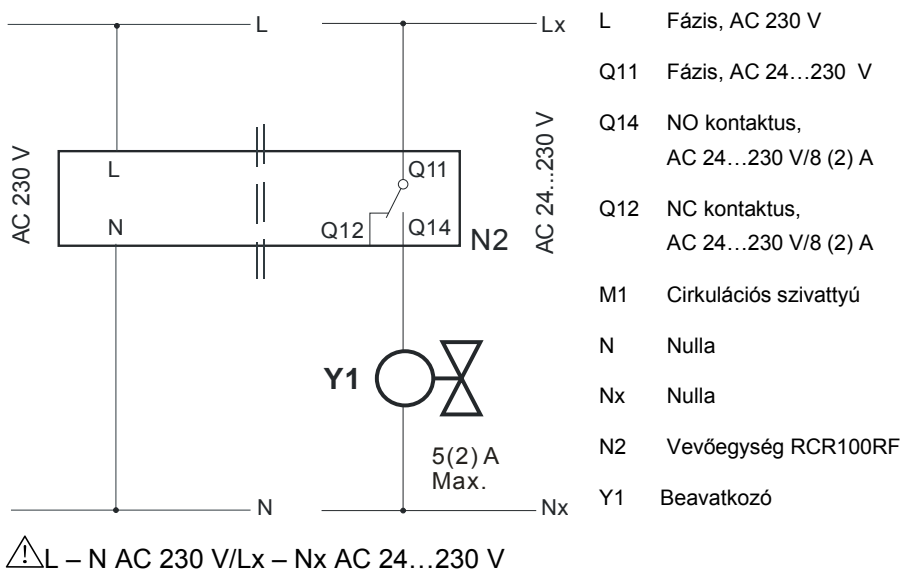 L
Lx
AC 230 V
L
Q11
N
Q12
Q14
N2
AC 24...230 V
Y1
5(2) A
Max.
N
Nx
L Fázis, AC 230 V
Q11 Fázis, AC 24…230 V
Q14 NO kontaktus,
AC 24…230 V/8 (2) A
Q12 NC kontaktus,
AC 24…230 V/8 (2) A
M1 Cirkulációs szivattyú
N Nulla
Nx Nulla
N2 Vevőegység RCR100RF
Y1 Beavatkozó
L – N AC 230 V/Lx – Nx AC 24…230 V